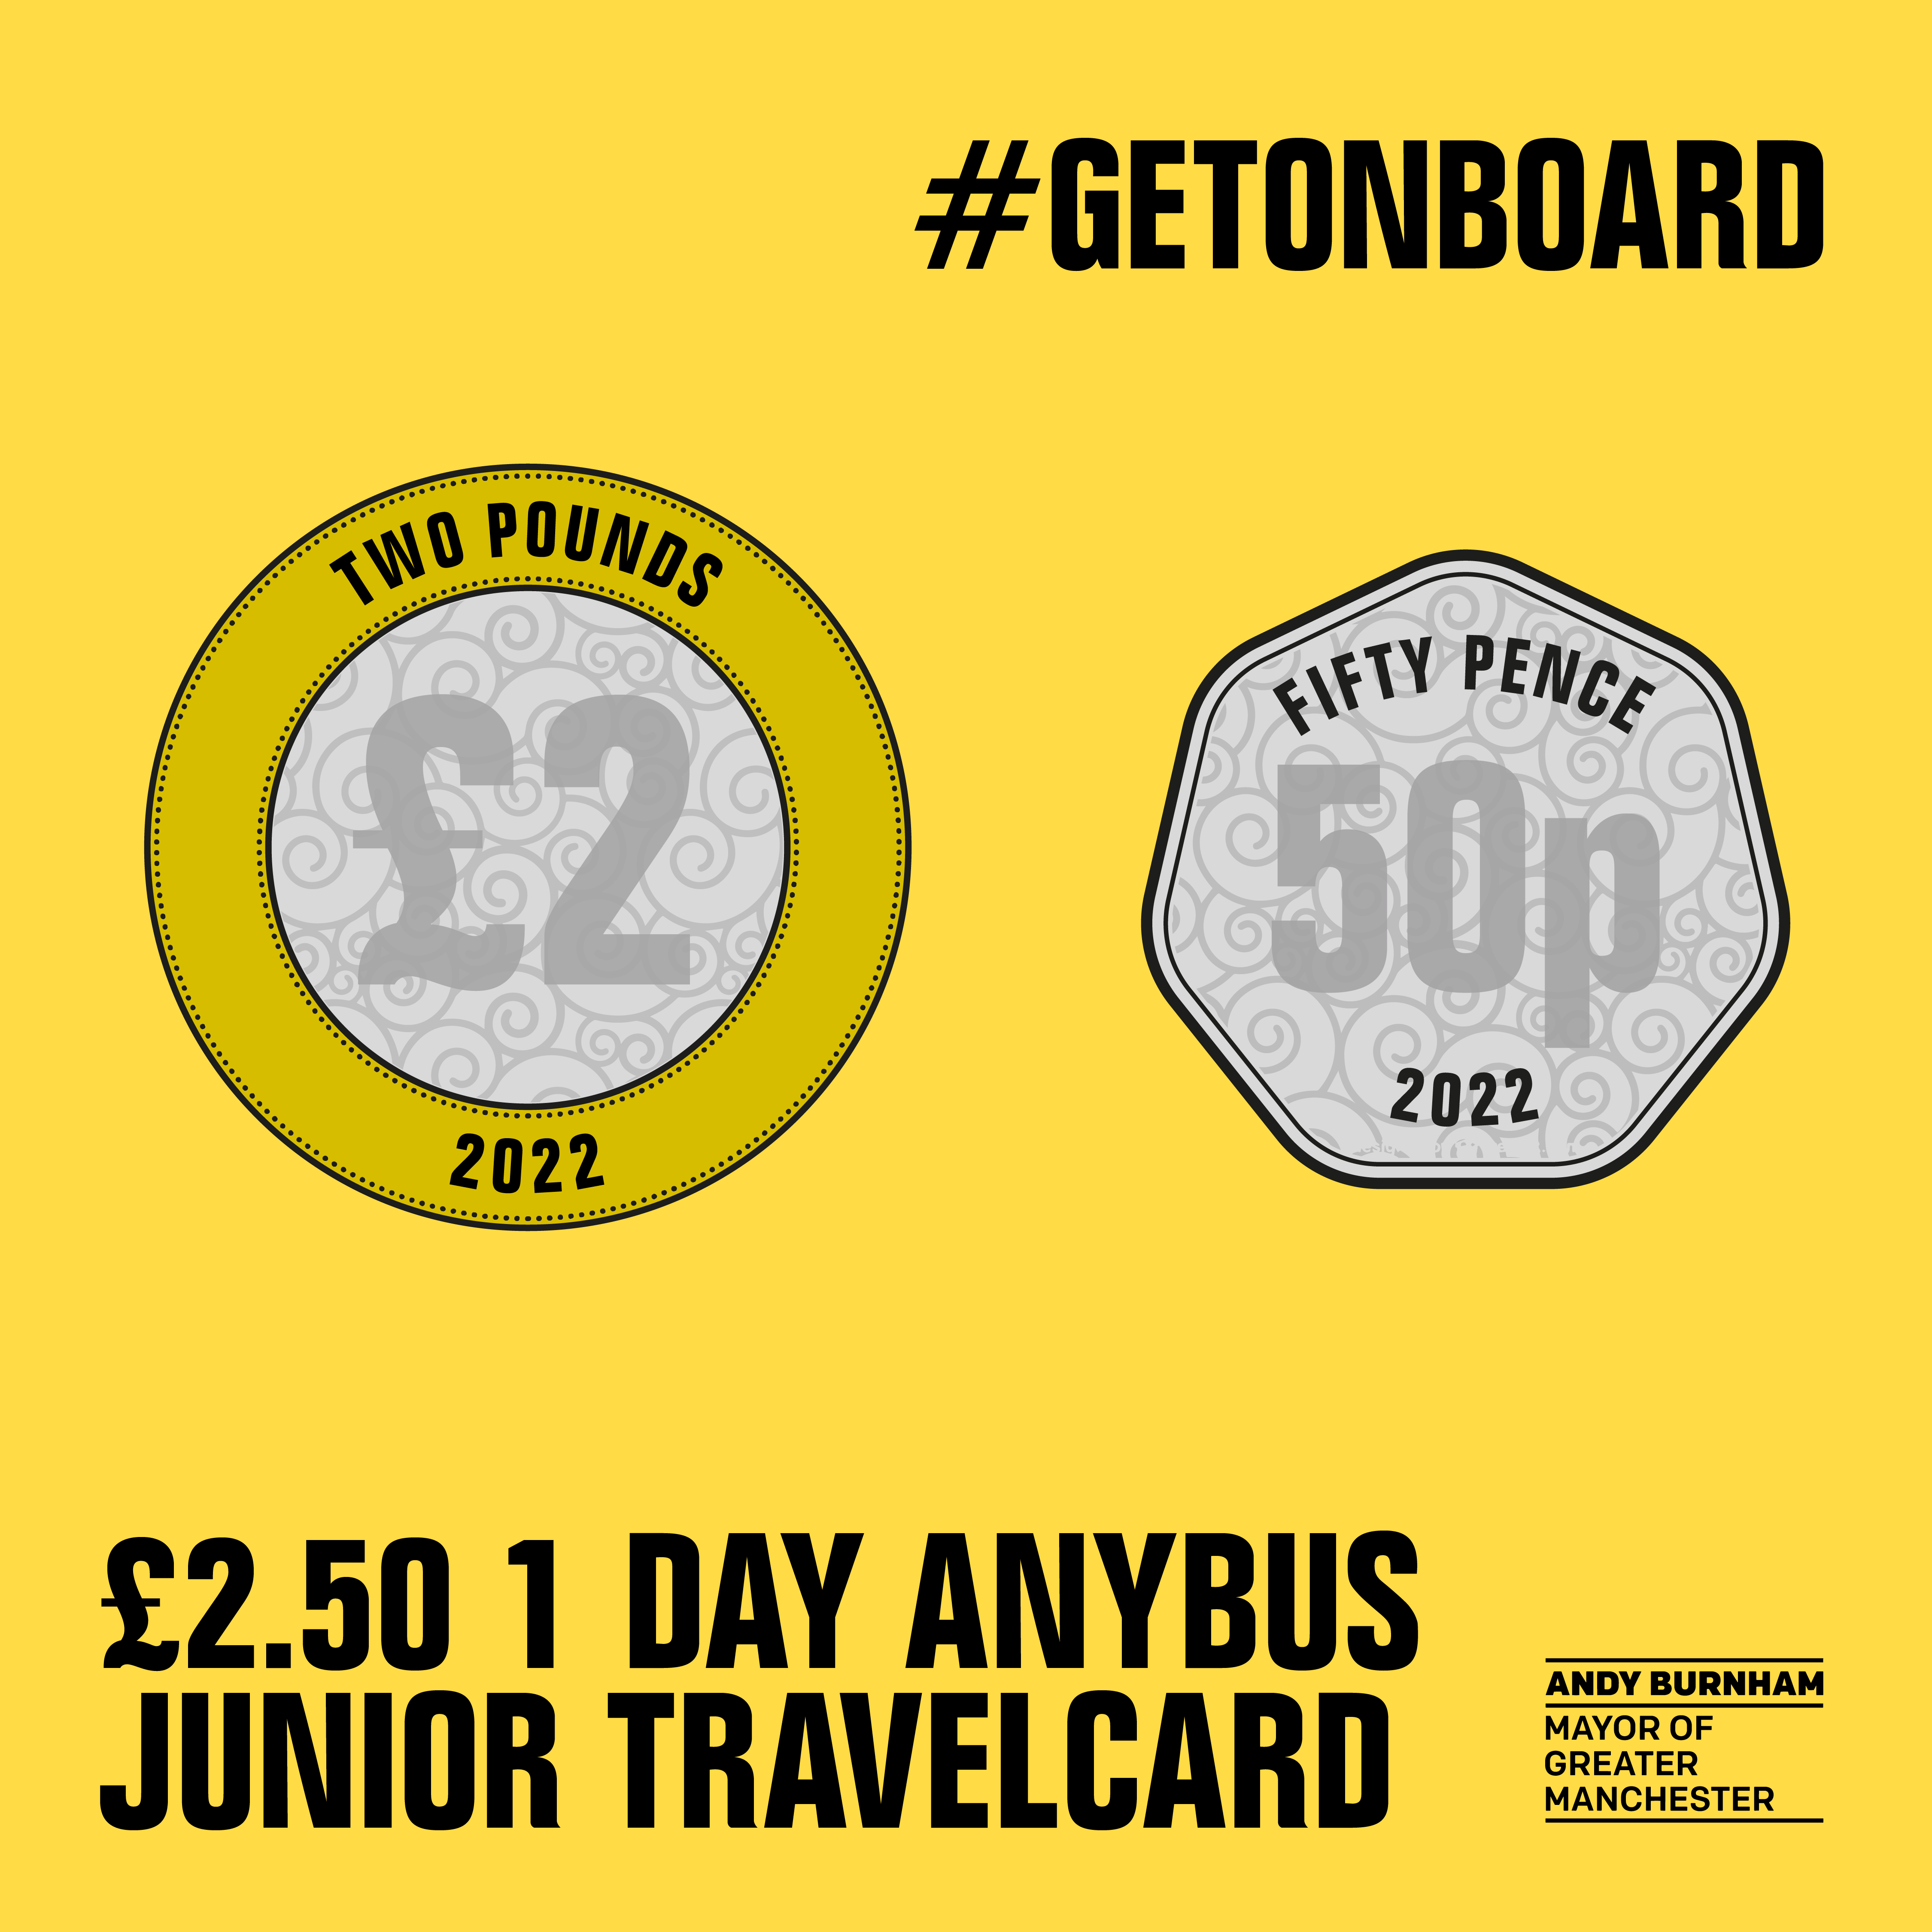 #GETONBOARD
TWO POUNDS
£2
2022
FIFTY PENCE
50p
2022
£2.50 1 DAY ANYBUS
JUNIOR TRAVELCARD
ANDY BURNHAM
MAYOR OF
GREATER
MANCHESTER